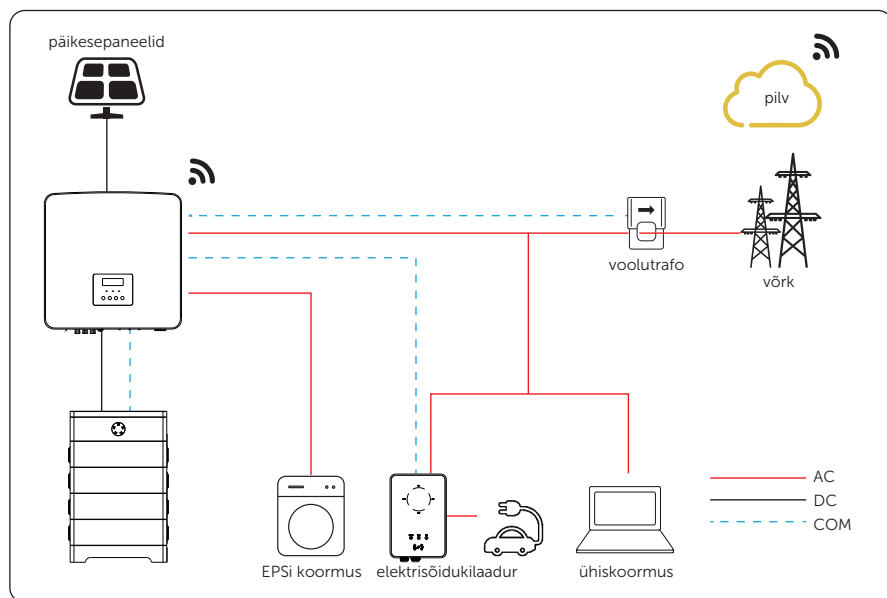 päikesepaneelid
pilv
voolutrafo
võrk
AC
DC
COM
EPSi koormus
elektrisõidukilaadur
ühiskoormus